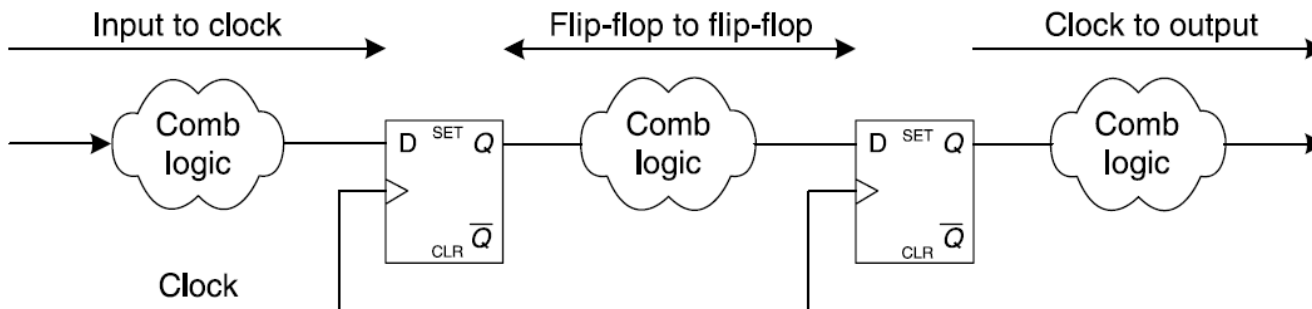 Input to clock
Flip-flop to flip-flop
Clock to output
Comb
logic
D SET Q
Q̅
CLR
Comb
logic
D SET Q
Q̅
CLR
Comb
logic
Clock